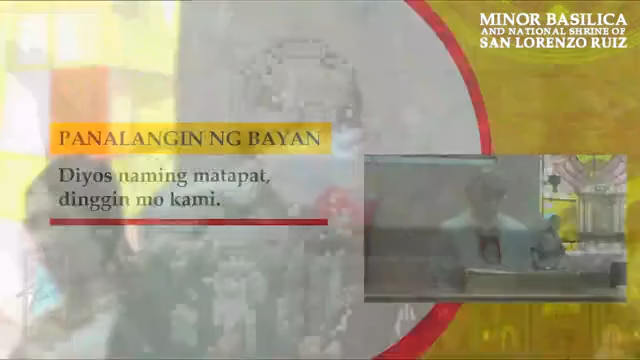 MINOR BASILICA
AND NATIONAL SHRINE OF
SAN LORENZO RUIZ
PANALANGIN NG BAYAN
Diyos naming matapat,
dinggin mo kami.